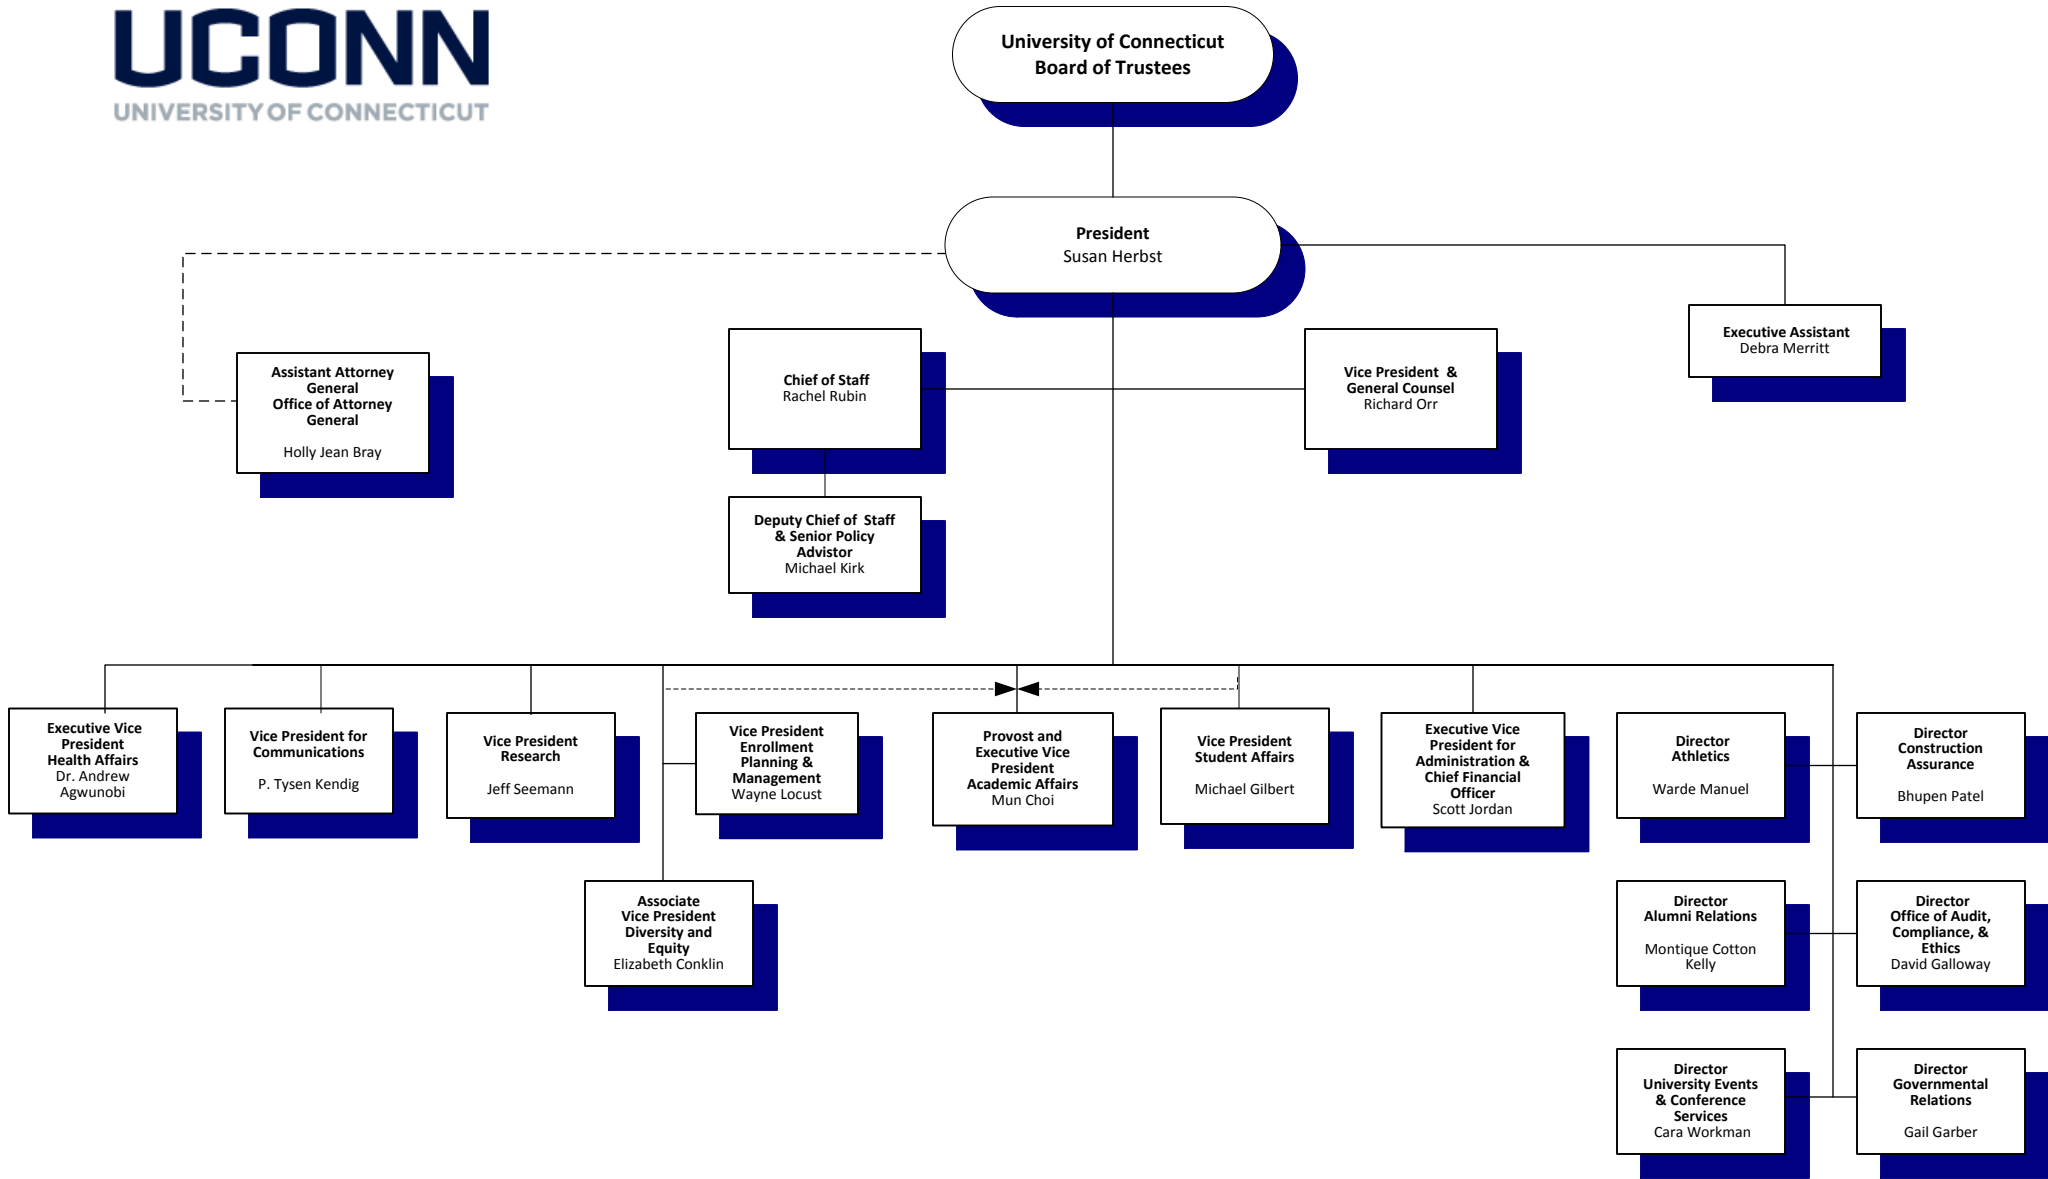 UCONN
UNIVERSITY OF CONNECTICUT
University of Connecticut
Board of Trustees
President
Susan Herbst
Executive Assistant
Debra Merritt
Assistant Attorney
General
Office of Attorney
General
Holly Jean Bray
Chief of Staff
Rachel Rubin
Vice President &
General Counsel
Richard Orr
Deputy Chief of Staff
& Senior Policy
Advistor
Michael Kirk
Executive Vice
President
Health Affairs
Dr. Andrew
Agwunobi
Vice President for
Communications
P. Tysen Kendig
Vice President
Research
Jeff Seemann
Vice President
Enrollment
Planning &
Management
Wayne Locust
Provost and
Executive Vice
President
Academic Affairs
Mun Choi
Vice President
Student Affairs
Michael Gilbert
Executive Vice
President for
Administration &
Chief Financial
Officer
Scott Jordan
Director
Athletics
Warde Manuel
Director
Construction
Assurance
Bhupen Patel
Associate
Vice President
Diversity and
Equity
Elizabeth Conklin
Director
Alumni Relations
Montique Cotton
Kelly
Director
Office of Audit,
Compliance, &
Ethics
David Galloway
Director
University Events
& Conference
Services
Cara Workman
Director
Governmental
Relations
Gail Garber